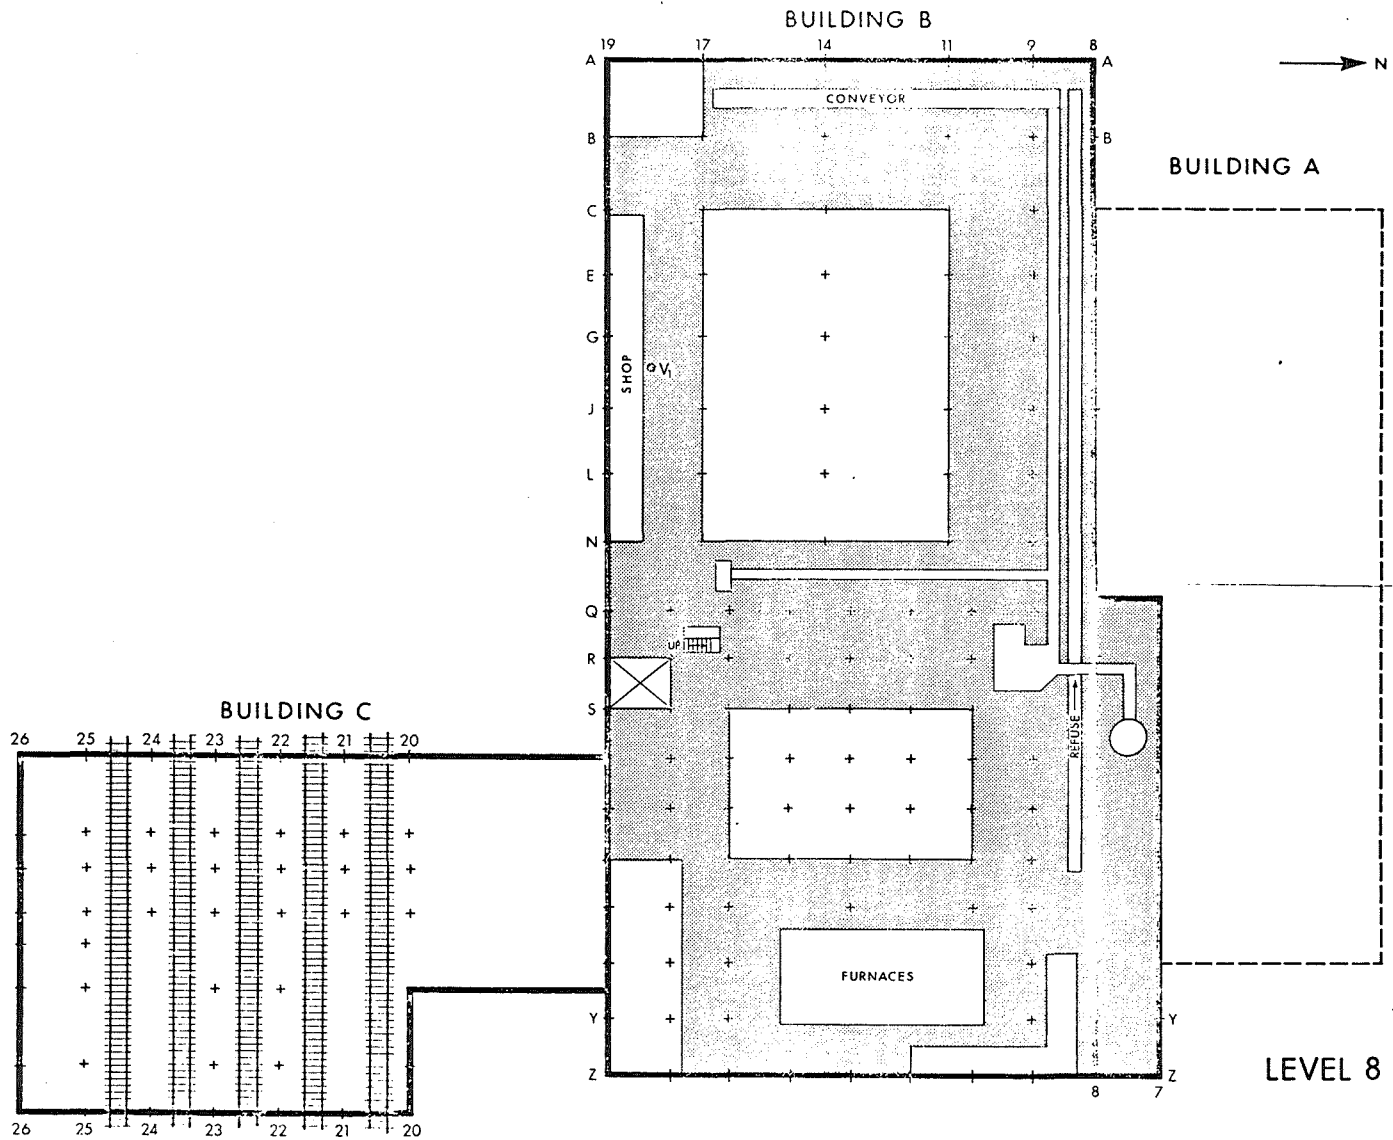 BUILDING B
19 17 14 11 9 8
A A
N
CONVEYOR
B B
BUILDING A
C
E
G
SHOP
V1
J
L
N
Q
UP
R
S
REFUSE
BUILDING C
26 25 24 23 22 21 20
FURNACES
Y Y
Z Z
LEVEL 8
8 7
26 25 24 23 22 21 20